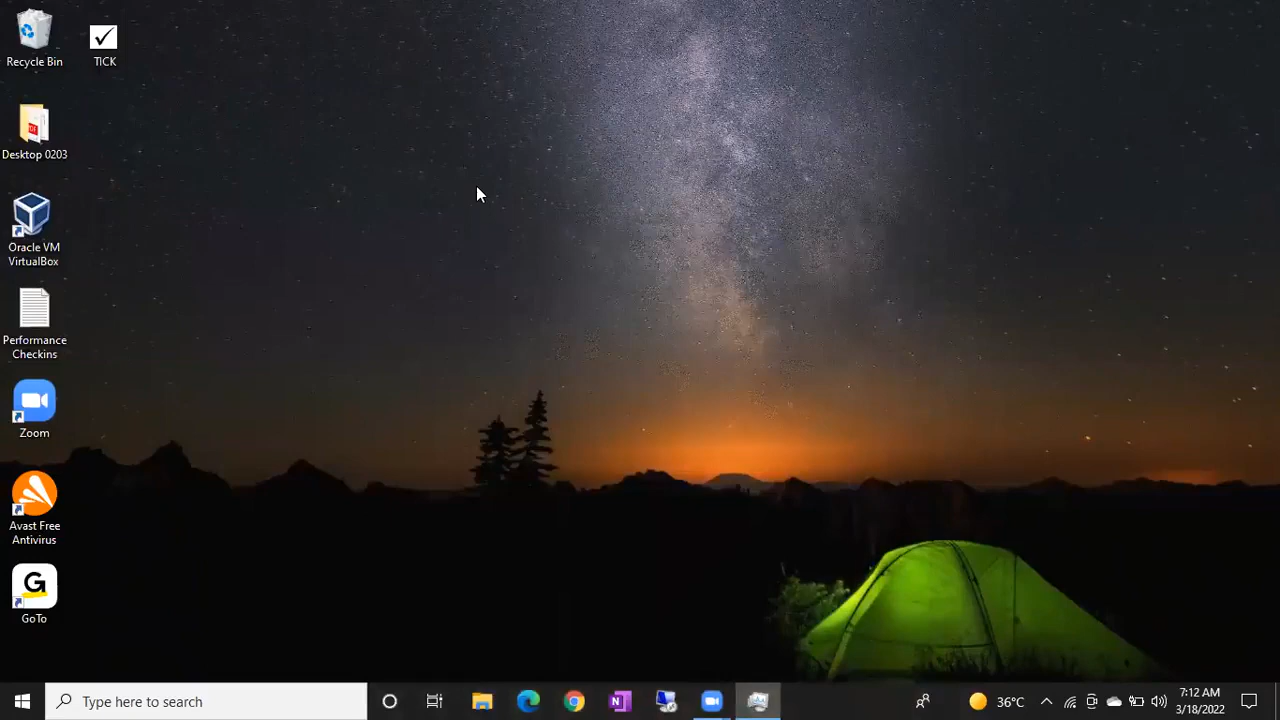 Recycle Bin
TICK
Desktop 0203
Oracle VM
VirtualBox
Performance
Checkins
Zoom
Avast Free
Antivirus
G
GoTo
Type here to search
N
36°C
7:12 AM
3/18/2022